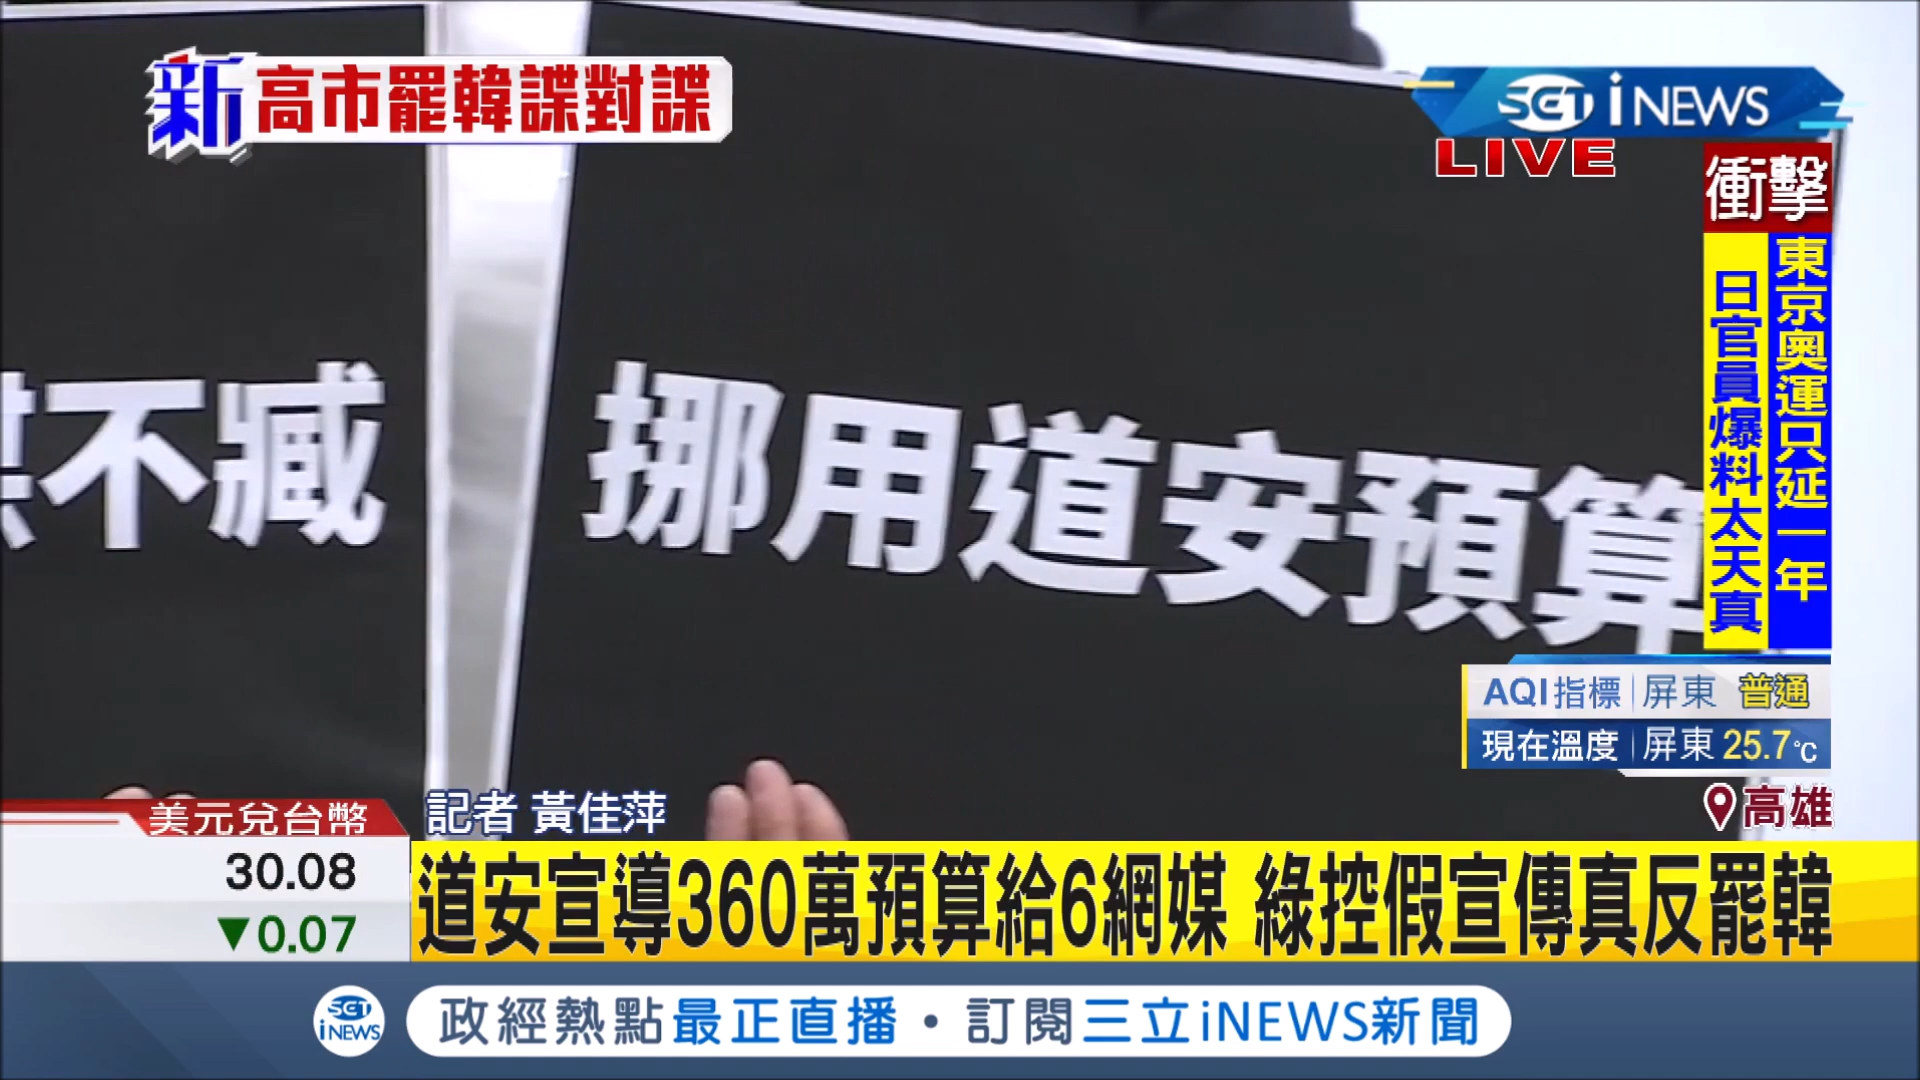 新 高市罷韓諜對諜
SET iNEWS
LIVE
衝擊
東京奧運只延一年
日官員爆料太天真
不臧
挪用道安預算
AQI指標 屏東 普通
現在溫度 屏東 25.7°C
高雄
美元兌台幣
30.08
▼0.07
記者 黃佳萍
道安宣導360萬預算給6網媒 綠控假宣傳真反罷韓
SET iNEWS
政經熱點最正直播・訂閱三立iNEWS新聞